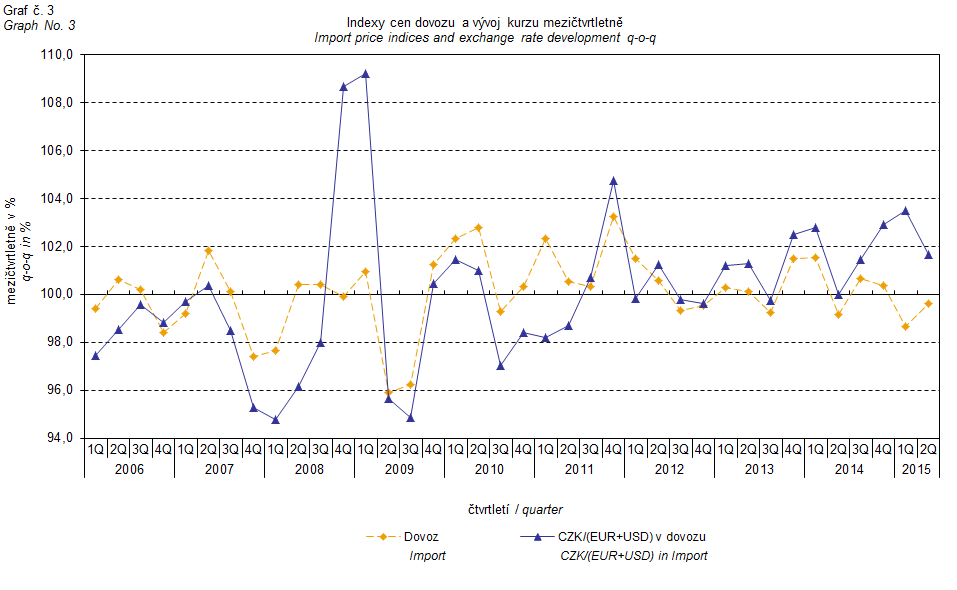 Graf č. 3
Graph No. 3
Indexy cen dovozu a vývoj kurzu mezičtvrtletně
Import price indices and exchange rate development q-o-q
mezičtvrtletně v %
q-o-q in %
110,0
108,0
106,0
104,0
102,0
100,0
98,0
96,0
94,0
1Q 2Q 3Q 4Q 1Q 2Q 3Q 4Q 1Q 2Q 3Q 4Q 1Q 2Q 3Q 4Q 1Q 2Q 3Q 4Q 1Q 2Q 3Q 4Q 1Q 2Q 3Q 4Q 1Q 2Q 3Q 4Q 1Q 2Q 3Q 4Q 1Q 2Q
2006 2007 2008 2009 2010 2011 2012 2013 2014 2015
čtvrtletí / quarter
Dovoz CZK/(EUR+USD) v dovozu
Import CZK/(EUR+USD) in Import